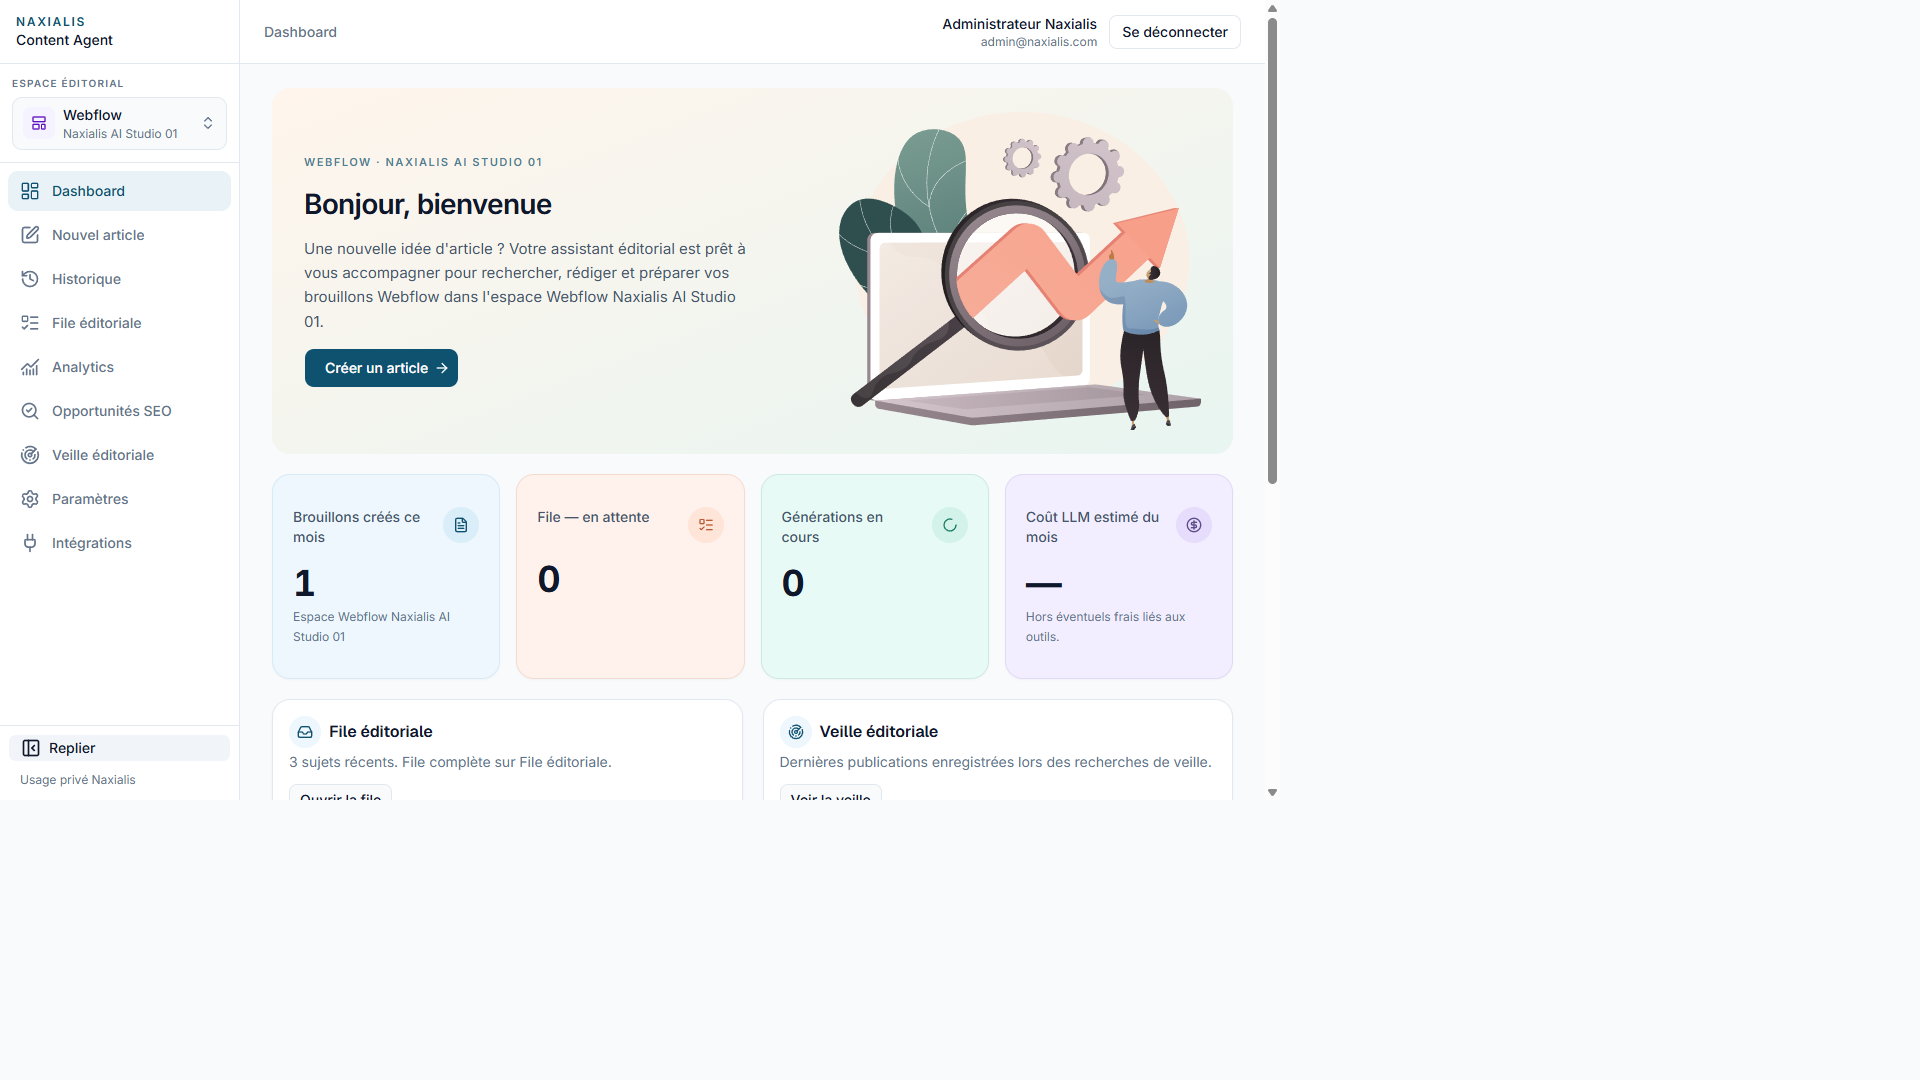 NAXIALIS
Content Agent
ESPACE ÉDITORIAL
Webflow
Naxialis AI Studio 01
Dashboard
Nouvel article
Historique
File éditoriale
Analytics
Opportunités SEO
Veille éditoriale
Paramètres
Intégrations
Replier
Usage privé Naxialis
Dashboard
Administrateur Naxialis
admin@naxialis.com
Se déconnecter
WEBFLOW · NAXIALIS AI STUDIO 01
Bonjour, bienvenue
Une nouvelle idée d'article ? Votre assistant éditorial est prêt à
vous accompagner pour rechercher, rédiger et préparer vos
brouillons Webflow dans l'espace Webflow Naxialis AI Studio
01.
Créer un article
Brouillons créés ce
mois
1
Espace Webflow Naxialis AI
Studio 01
File — en attente
0
Générations en
cours
0
Coût LLM estimé du
mois
—
Hors éventuels frais liés aux
outils.
File éditoriale
3 sujets récents. File complète sur File éditoriale.
Ouvrir la file
Veille éditoriale
Dernières publications enregistrées lors des recherches de veille.
Voir la veille